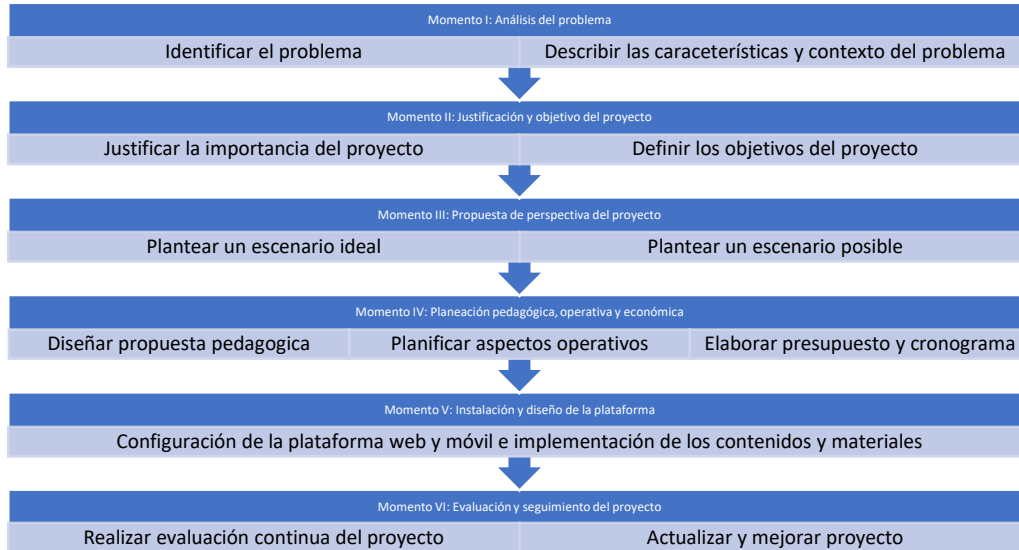 Momento I: Análisis del problema
Identificar el problema
Describir las caraceterísticas y contexto del problema
Momento II: Justificación y objetivo del proyecto
Justificar la importancia del proyecto
Definir los objetivos del proyecto
Momento III: Propuesta de perspectiva del proyecto
Plantear un escenario ideal
Plantear un escenario posible
Momento IV: Planeación pedagógica, operativa y económica
Diseñar propuesta pedagogica
Planificar aspectos operativos
Elaborar presupuesto y cronograma
Momento V: Instalación y diseño de la plataforma
Configuración de la plataforma web y móvil e implementación de los contenidos y materiales
Momento VI: Evaluación y seguimiento del proyecto
Realizar evaluación continua del proyecto
Actualizar y mejorar proyecto